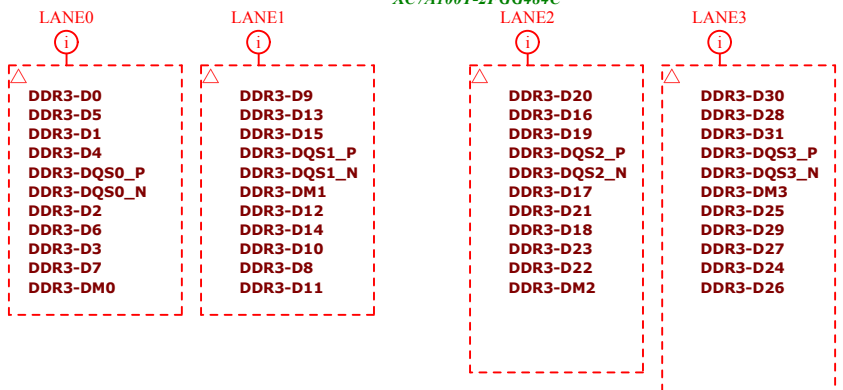 LANE0
i
DDR3-D0
DDR3-D5
DDR3-D1
DDR3-D4
DDR3-DQS0_P
DDR3-DQS0_N
DDR3-D2
DDR3-D6
DDR3-D3
DDR3-D7
DDR3-DM0
LANE1
i
DDR3-D9
DDR3-D13
DDR3-D15
DDR3-DQS1_P
DDR3-DQS1_N
DDR3-DM1
DDR3-D12
DDR3-D14
DDR3-D10
DDR3-D8
DDR3-D11
LANE2
i
DDR3-D20
DDR3-D16
DDR3-D19
DDR3-DQS2_P
DDR3-DQS2_N
DDR3-D17
DDR3-D21
DDR3-D18
DDR3-D23
DDR3-D22
DDR3-DM2
LANE3
i
DDR3-D30
DDR3-D28
DDR3-D31
DDR3-DQS3_P
DDR3-DQS3_N
DDR3-DM3
DDR3-D25
DDR3-D29
DDR3-D27
DDR3-D24
DDR3-D26